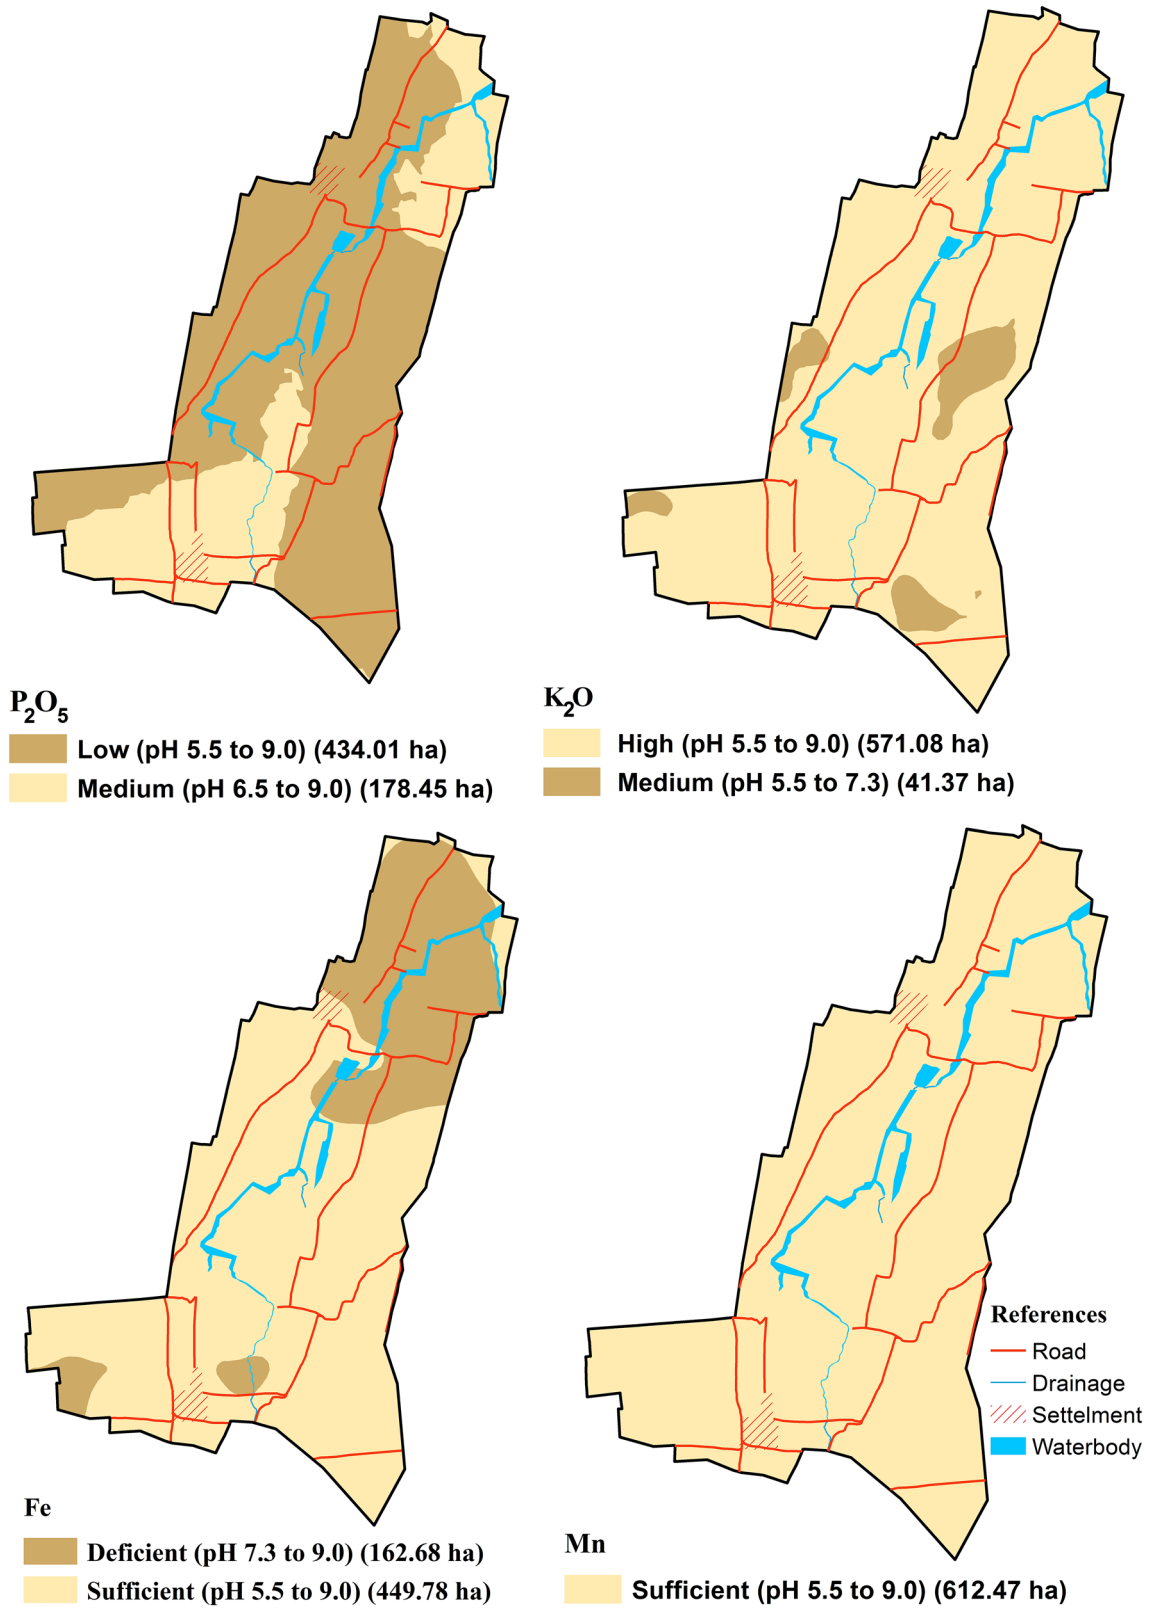 P₂O₅
Low (pH 5.5 to 9.0) (434.01 ha)
Medium (pH 6.5 to 9.0) (178.45 ha)
K₂O
High (pH 5.5 to 9.0) (571.08 ha)
Medium (pH 5.5 to 7.3) (41.37 ha)
References
Road
Drainage
Settelment
Waterbody
Fe
Deficient (pH 7.3 to 9.0) (162.68 ha)
Sufficient (pH 5.5 to 9.0) (449.78 ha)
Mn
Sufficient (pH 5.5 to 9.0) (612.47 ha)